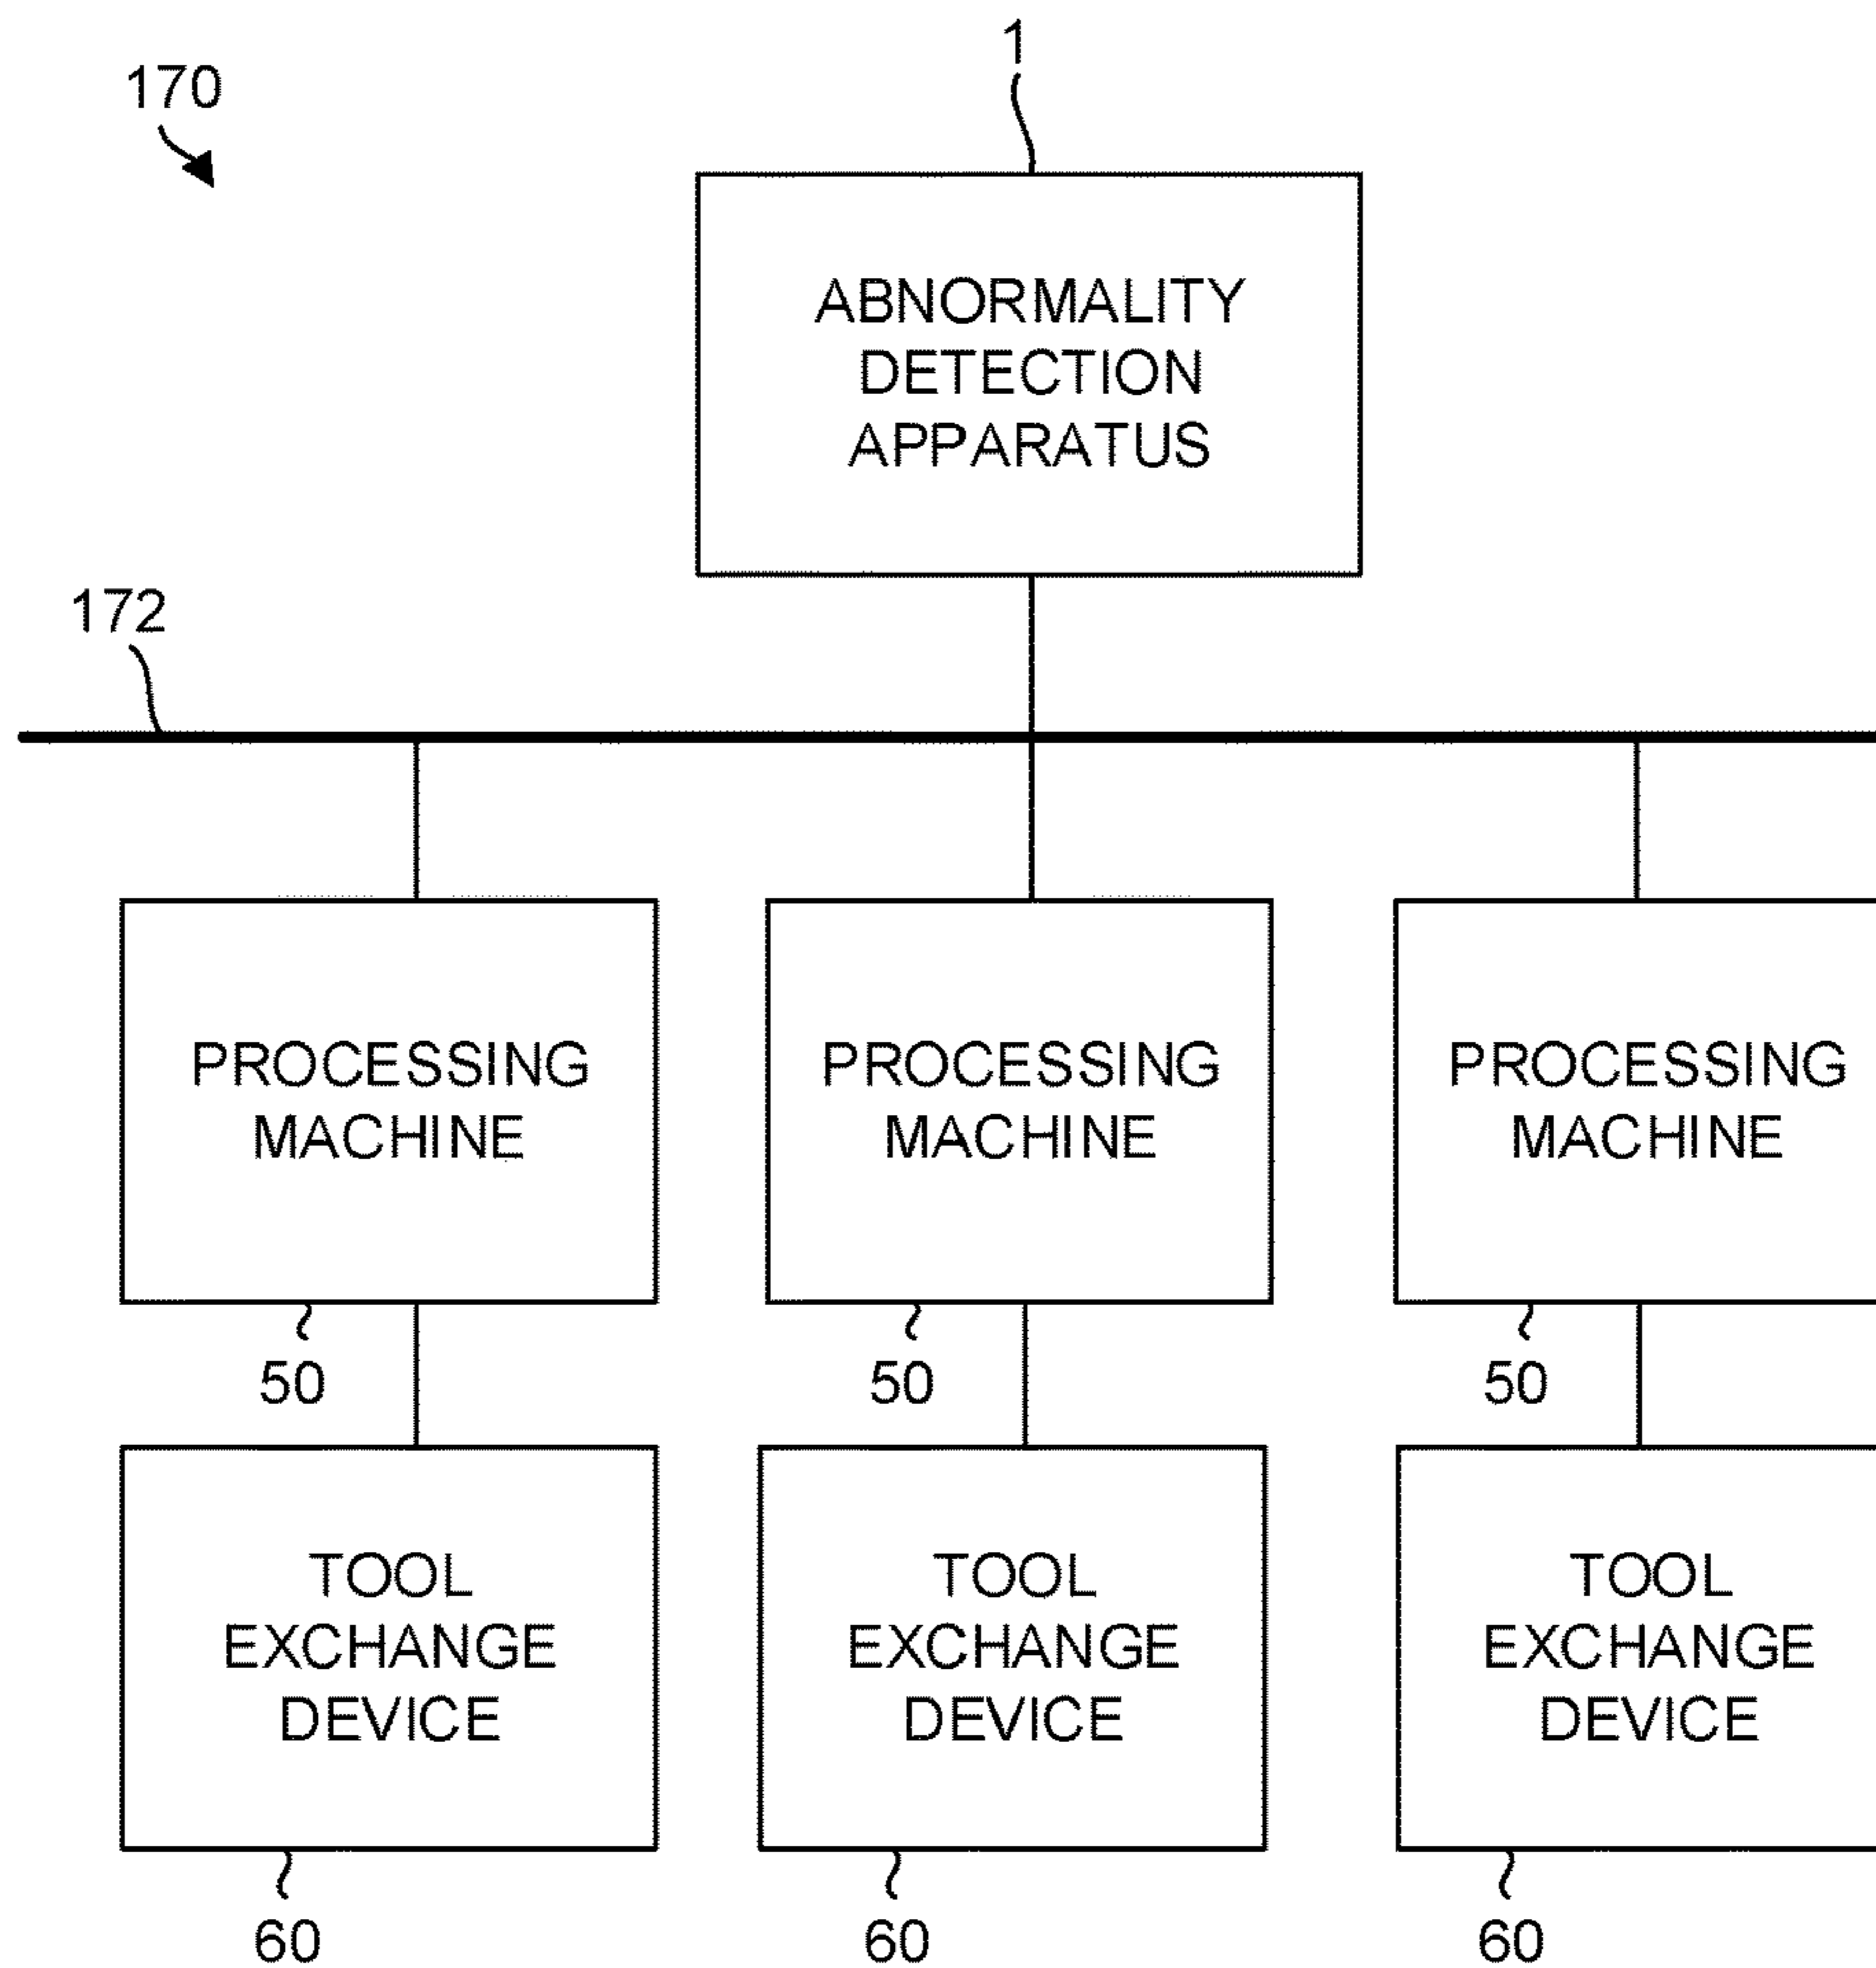 1
170
ABNORMALITY
DETECTION
APPARATUS
172
PROCESSING
MACHINE
PROCESSING
MACHINE
PROCESSING
MACHINE
50
50
50
TOOL
EXCHANGE
DEVICE
TOOL
EXCHANGE
DEVICE
TOOL
EXCHANGE
DEVICE
60
60
60